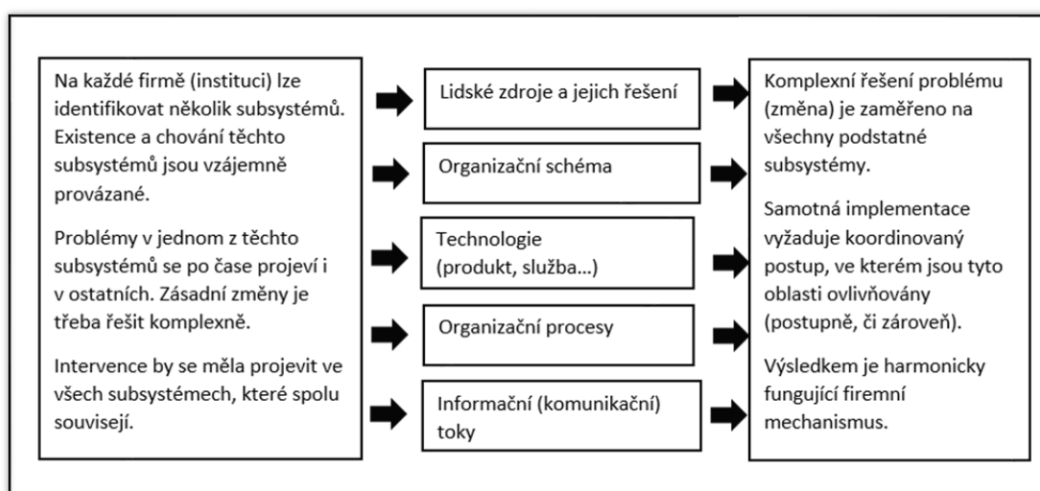 Na každé firmě (instituci) lze
identifikovat několik subsystémů.
Existence a chování těchto
subsystémů jsou vzájemně
provázané.
Problémy v jednom z těchto
subsystémů se po čase projeví i
v ostatních. Zásadní změny je
třeba řešit komplexně.
Intervence by se měla projevit ve
všech subsystémech, které spolu
souvisejí.
Lidské zdroje a jejich řešení
Organizační schéma
Technologie
(produkt, služba...)
Organizační procesy
Informační (komunikační)
toky
Komplexní řešení problému
(změna) je zaměřeno na
všechny podstatné
subsystémy.
Samotná implementace
vyžaduje koordinovaný
postup, ve kterém jsou tyto
oblasti ovlivňovány
(postupně, či zároveň).
Výsledkem je harmonicky
fungující firemní
mechanismus.